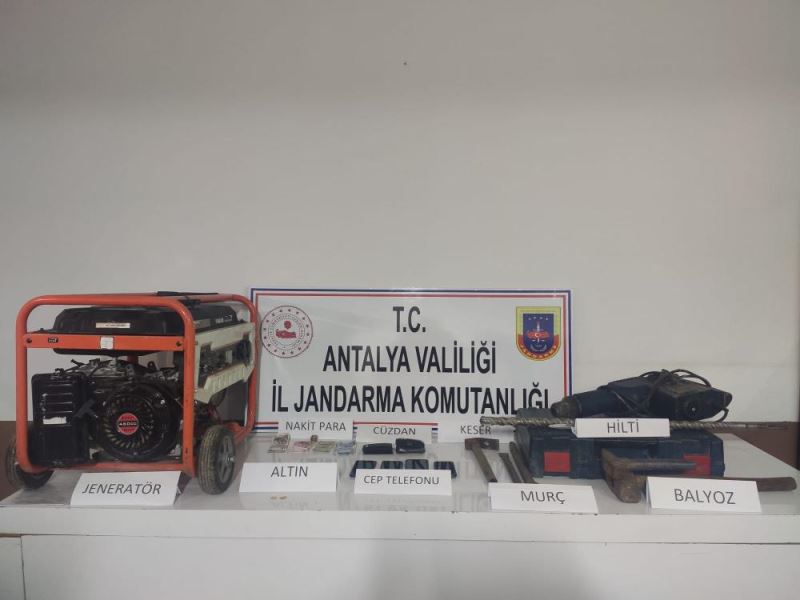 T.C.
ANTALYA VALİLİĞİ
İL JANDARMA KOMUTANLIĞI
NAKİT PARA
CÜZDAN
KESER
HİLTİ
JENERATÖR
ALTIN
CEP TELEFONU
MURÇ
BALYOZ